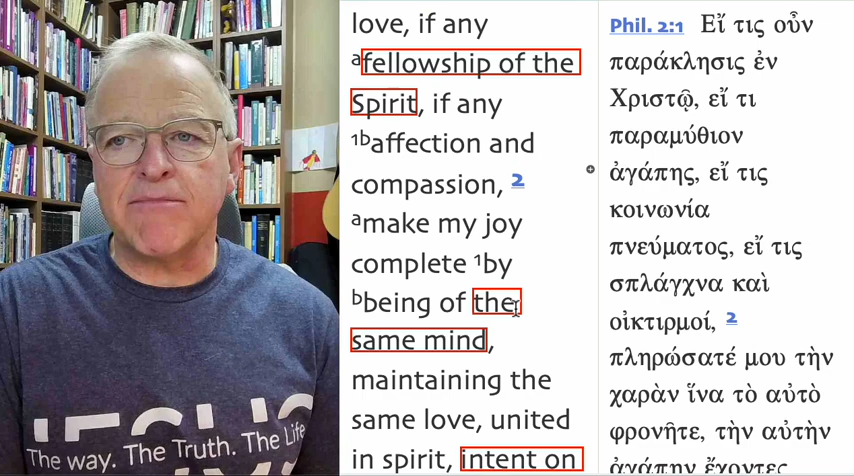 love, if any
ᵃfellowship of the
Spirit, if any
¹ᵇaffection and
compassion, 2
ᵃmake my joy
complete ¹by
ᵇbeing of the
same mind,
maintaining the
same love, united
in spirit, intent on
Phil. 2:1 Εἴ τις οὖν
παράκλησις ἐν
Χριστῷ, εἴ τι
παραμύθιον
ἀγάπης, εἴ τις
κοινωνία
πνεύματος, εἴ τις
σπλάγχνα καὶ
οἰκτιρμοί, 2
πληρώσατέ μου τὴν
χαρὰν ἵνα τὸ αὐτὸ
φρονῆτε, τὴν αὐτὴν
ἀγάπην ἔχοντες
JESUS
The way. The Truth. The Life